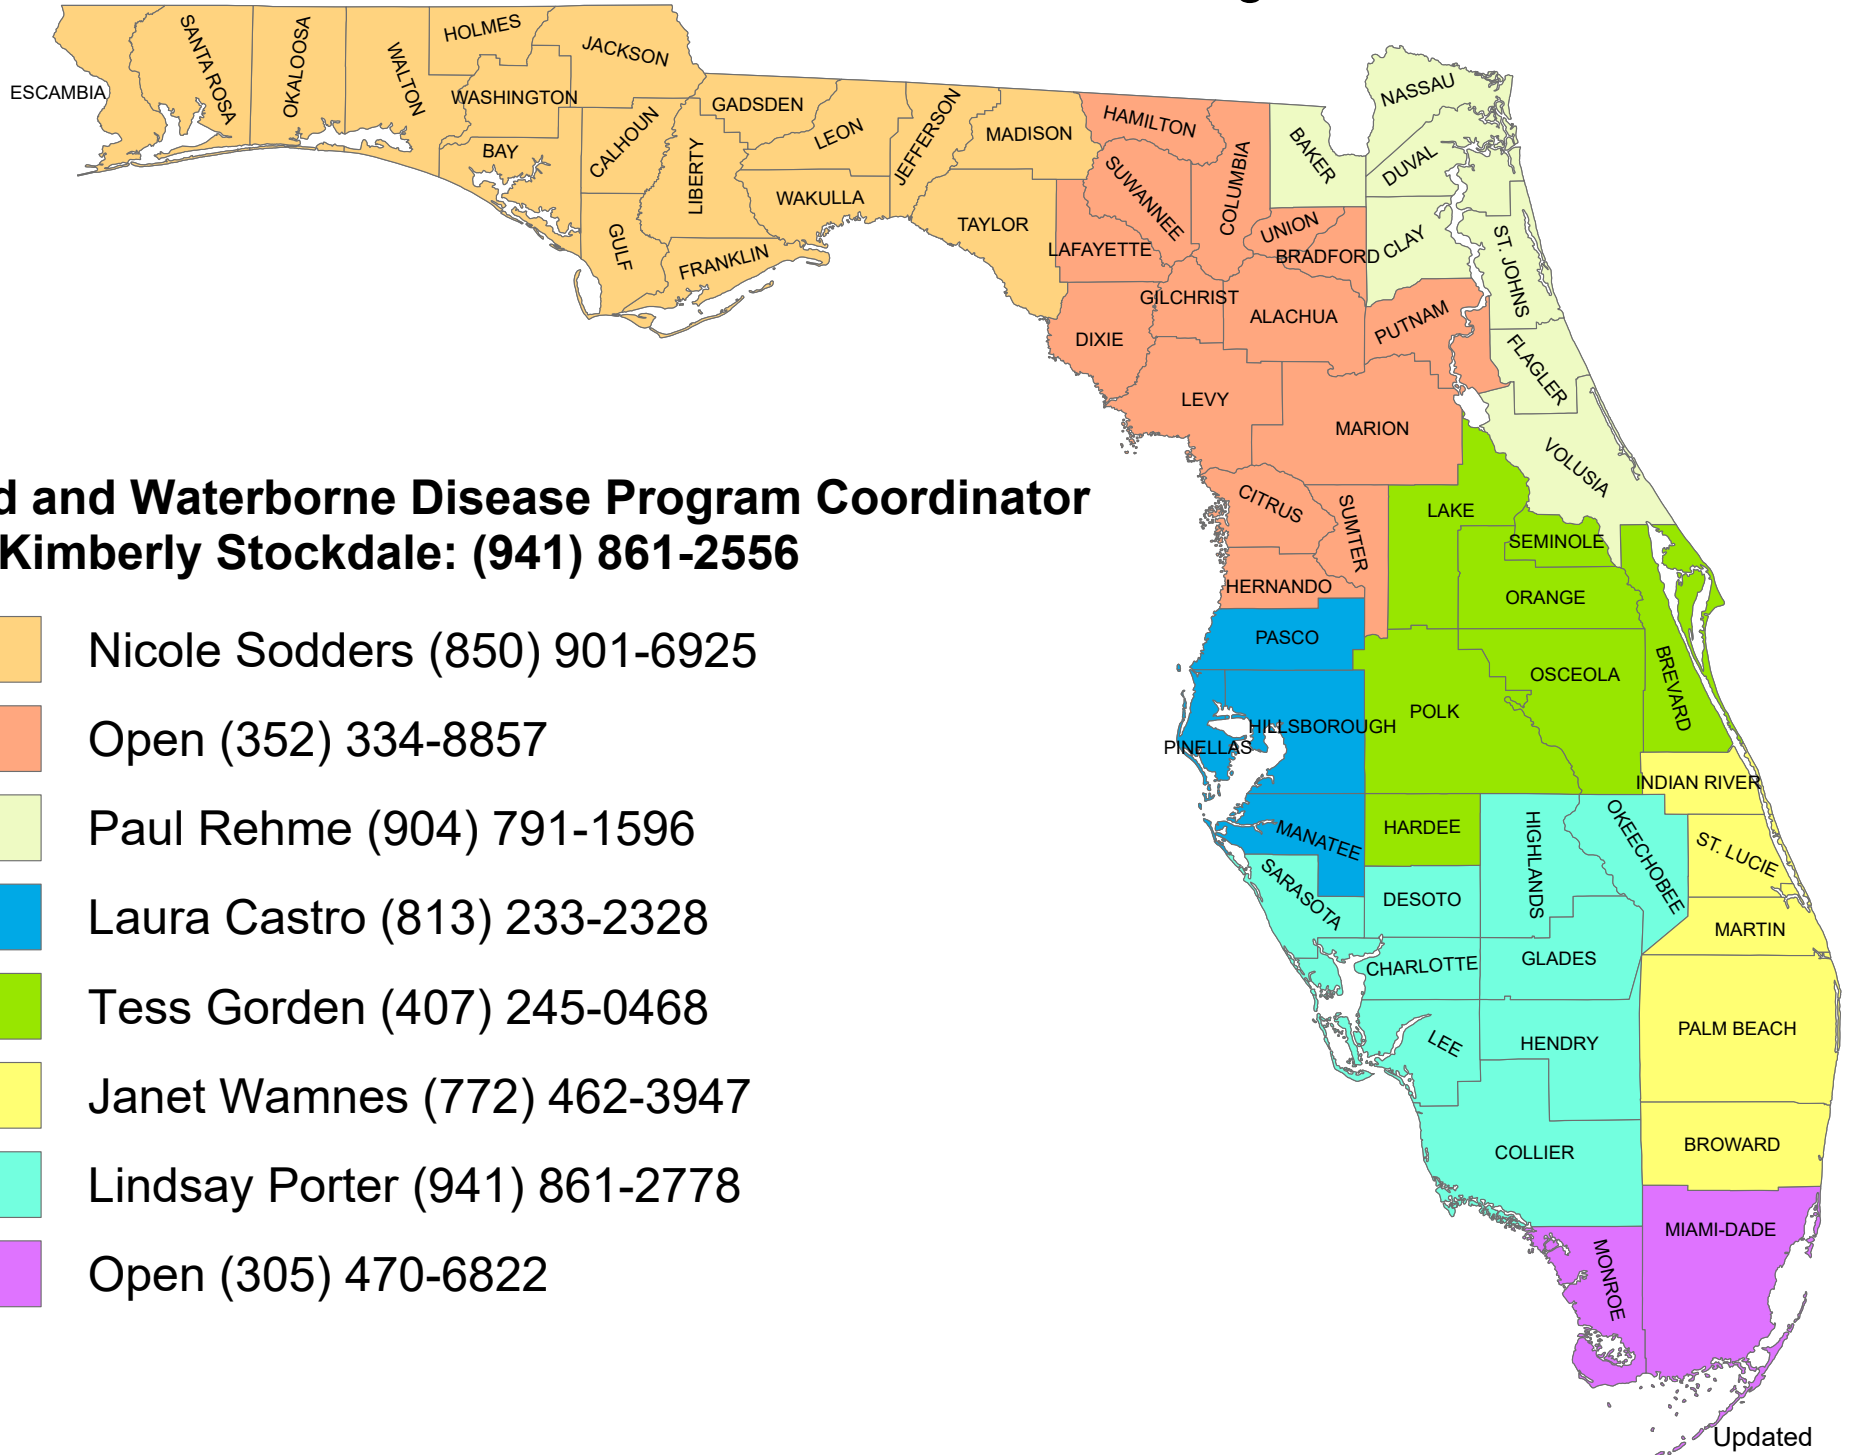 d and Waterborne Disease Program Coordinator
Kimberly Stockdale: (941) 861-2556
Nicole Sodders (850) 901-6925
Open (352) 334-8857
Paul Rehme (904) 791-1596
Laura Castro (813) 233-2328
Tess Gorden (407) 245-0468
Janet Wamnes (772) 462-3947
Lindsay Porter (941) 861-2778
Open (305) 470-6822
ESCAMBIA
SANTA ROSA
OKALOOSA
WALTON
HOLMES
WASHINGTON
JACKSON
BAY
CALHOUN
GULF
LIBERTY
GADSDEN
FRANKLIN
LEON
WAKULLA
JEFFERSON
MADISON
TAYLOR
HAMILTON
SUWANNEE
LAFAYETTE
COLUMBIA
DIXIE
GILCHRIST
BAKER
UNION
BRADFORD
ALACHUA
NASSAU
DUVAL
CLAY
ST. JOHNS
PUTNAM
FLAGLER
LEVY
MARION
VOLUSIA
CITRUS
SUMTER
LAKE
HERNANDO
SEMINOLE
ORANGE
PASCO
OSCEOLA
BREVARD
POLK
HILLSBOROUGH
PINELLAS
INDIAN RIVER
MANATEE
HARDEE
HIGHLANDS
OKEECHOBEE
ST. LUCIE
SARASOTA
DESOTO
MARTIN
CHARLOTTE
GLADES
LEE
HENDRY
PALM BEACH
COLLIER
BROWARD
MIAMI-DADE
MONROE
Updated